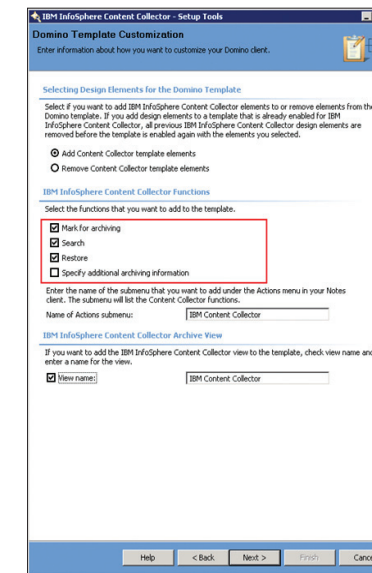 IBM InfoSphere Content Collector - Setup Tools
Domino Template Customization
Enter information about how you want to customize your Domino client.
Selecting Design Elements for the Domino Template
Select if you want to add IBM InfoSphere Content Collector elements to or remove elements from the
Domino template. If you add design elements to a template that is already enabled for IBM
InfoSphere Content Collector, all previous IBM InfoSphere Content Collector design elements are
removed before the template is enabled again with the elements you selected.
Add Content Collector template elements
Remove Content Collector template elements
IBM InfoSphere Content Collector Functions
Select the functions that you want to add to the template.
Mark for archiving
Search
Restore
Specify additional archiving information
Enter the name of the submenu that you want to add under the Actions menu in your Notes
client. The submenu will list the Content Collector functions.
Name of Actions submenu: IBM Content Collector
IBM InfoSphere Content Collector Archive View
If you want to add the IBM InfoSphere Content Collector view to the template, check view name and
enter a name for the view.
View name: IBM Content Collector
Help < Back Next > Finish Cance